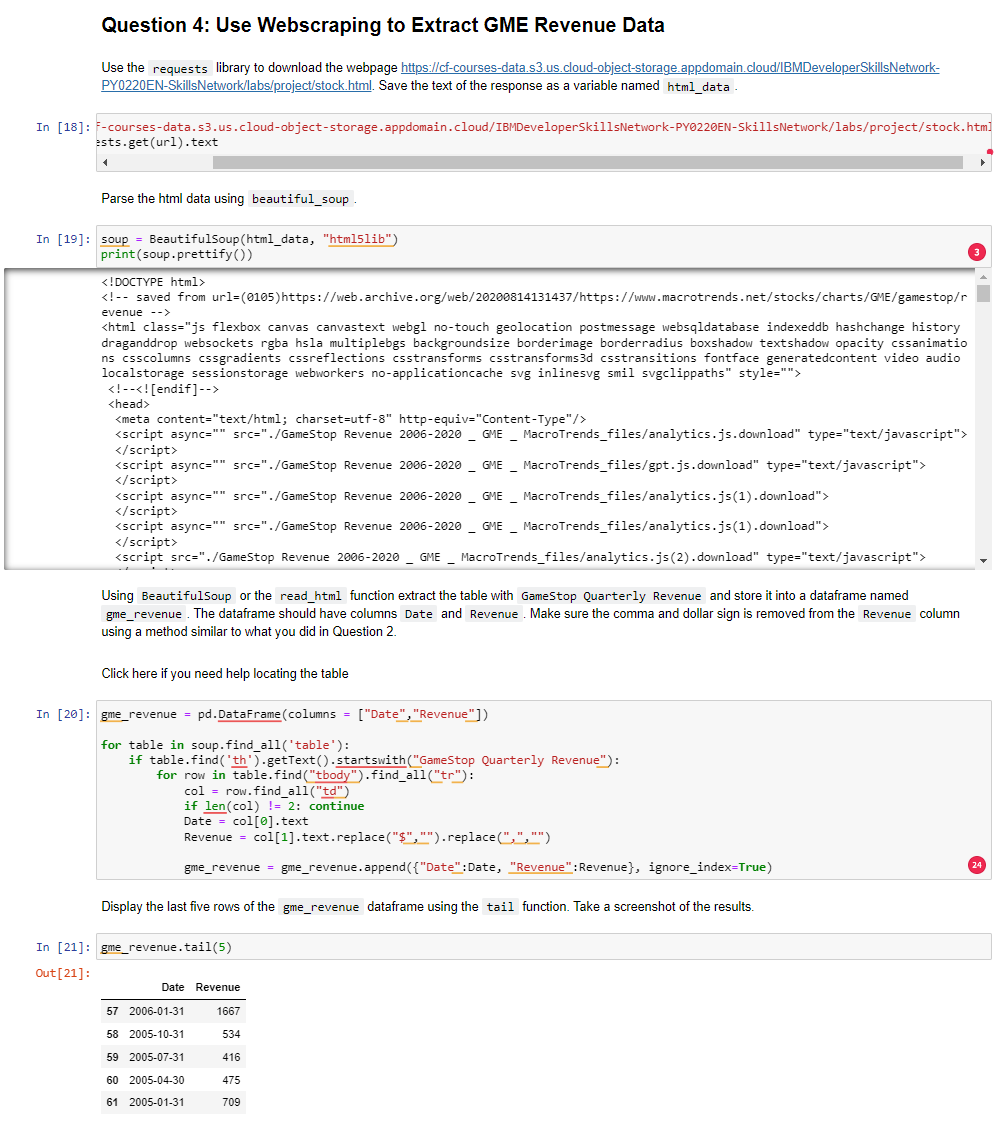 Question 4: Use Webscraping to Extract GME Revenue Data
Use the requests library to download the webpage https://cf-courses-data.s3.us.cloud-object-storage.appdomain.cloud/IBMDeveloperSkillsNetwork-
PY0220EN-SkillsNetwork/labs/project/stock.html. Save the text of the response as a variable named html_data.
In [18]: f-courses-data.s3.us.cloud-object-storage.appdomain.cloud/IBMDeveloperSkillsNetwork-PY0220EN-SkillsNetwork/labs/project/stock.html
ests.get(url).text
Parse the html data using beautiful_soup.
In [19]: soup = BeautifulSoup(html_data, "html5lib")
print(soup.prettify())
3
<!DOCTYPE html>
<!-- saved from url=(0105)https://web.archive.org/web/20200814131437/https://www.macrotrends.net/stocks/charts/GME/gamestop/r
evenue -->
<html class="js flexbox canvas canvastext webgl no-touch geolocation postmessage websqldatabase indexeddb hashchange history
draganddrop websockets rgba hsla multiplebgs backgroundsize borderimage borderradius boxshadow textshadow opacity cssanimatio
ns csscolumns cssgradients cssreflections csstransforms csstransforms3d csstransitions fontface generatedcontent video audio
localstorage sessionstorage webworkers no-applicationcache svg inlinesvg smil svgclippaths" style="">
<!--<![endif]-->
<head>
<meta content="text/html; charset=utf-8" http-equiv="Content-Type"/>
<script async="" src="./GameStop Revenue 2006-2020 _ GME _ MacroTrends_files/analytics.js.download" type="text/javascript">
</script>
<script async="" src="./GameStop Revenue 2006-2020 _ GME _ MacroTrends_files/gpt.js.download" type="text/javascript">
</script>
<script async="" src="./GameStop Revenue 2006-2020 _ GME _ MacroTrends_files/analytics.js(1).download">
</script>
<script async="" src="./GameStop Revenue 2006-2020 _ GME _ MacroTrends_files/analytics.js(1).download">
</script>
<script src="./GameStop Revenue 2006-2020 _ GME _ MacroTrends_files/analytics.js(2).download" type="text/javascript">
Using BeautifulSoup or the read_html function extract the table with GameStop Quarterly Revenue and store it into a dataframe named
gme_revenue. The dataframe should have columns Date and Revenue. Make sure the comma and dollar sign is removed from the Revenue column
using a method similar to what you did in Question 2.
Click here if you need help locating the table
In [20]: gme_revenue = pd.DataFrame(columns = ["Date","Revenue"])
for table in soup.find_all('table'):
if table.find('th').getText().startswith("GameStop Quarterly Revenue"):
for row in table.find("tbody").find_all("tr"):
col = row.find_all("td")
if len(col) != 2: continue
Date = col[0].text
Revenue = col[1].text.replace("$","").replace(",","")
gme_revenue = gme_revenue.append({"Date":Date, "Revenue":Revenue}, ignore_index=True)
24
Display the last five rows of the gme_revenue dataframe using the tail function. Take a screenshot of the results.
In [21]: gme_revenue.tail(5)
Out[21]:
Date Revenue
57 2006-01-31 1667
58 2005-10-31 534
59 2005-07-31 416
60 2005-04-30 475
61 2005-01-31 709